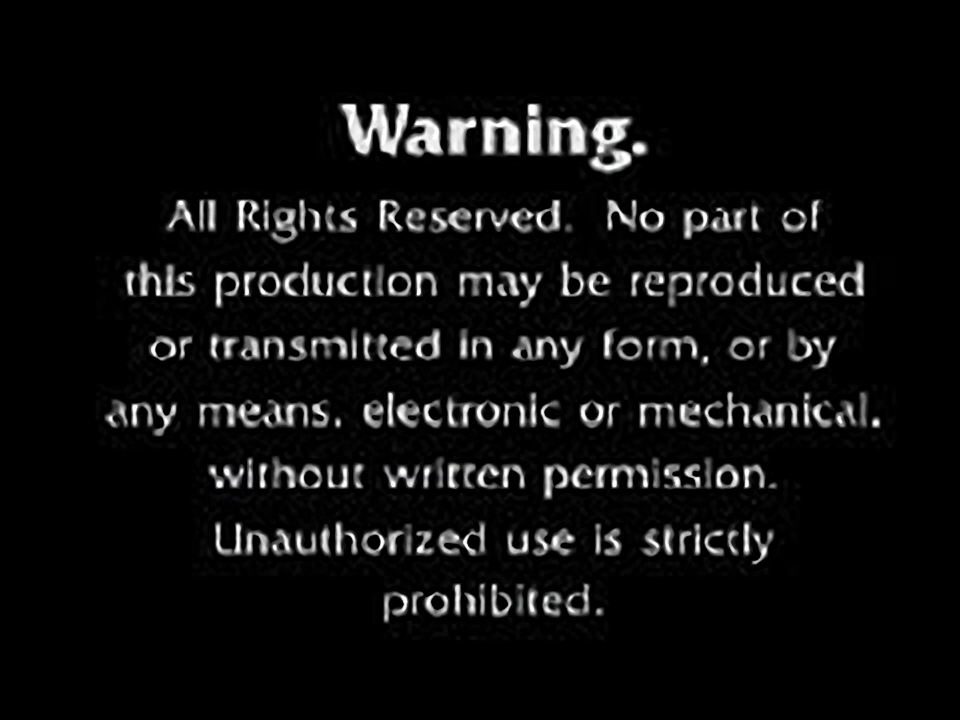 Warning.
All Rights Reserved. No part of
this production may be reproduced
or transmitted in any form, or by
any means, electronic or mechanical,
without written permission.
Unauthorized use is strictly
prohibited.